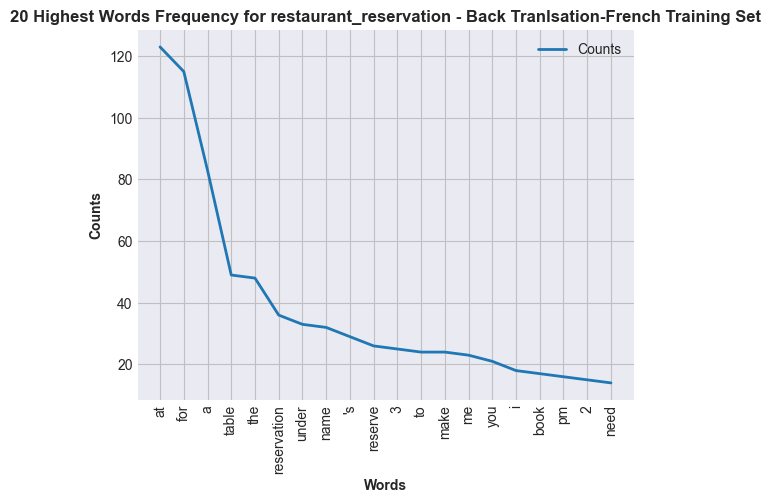 20 Highest Words Frequency for restaurant_reservation - Back Tranlsation-French Training Set
Counts
120
100
80
60
40
20
Counts
at
for
a
table
the
reservation
under
name
's
reserve
3
to
make
me
you
i
book
pm
2
need
Words